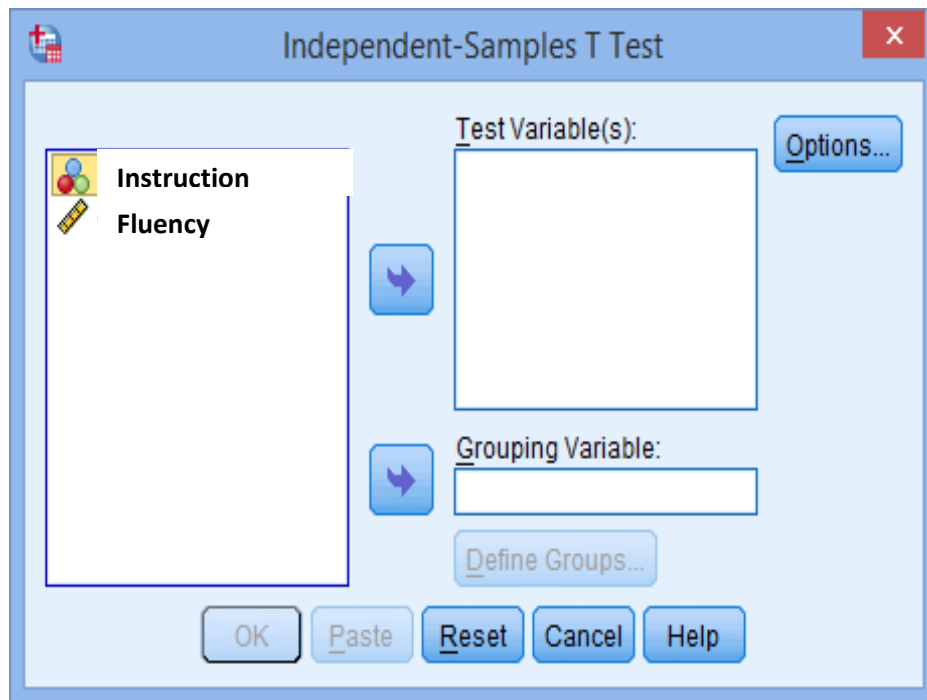 Independent-Samples T Test
Instruction
Fluency
Test Variable(s):
Options...
Grouping Variable:
Define Groups...
OK Paste Reset Cancel Help